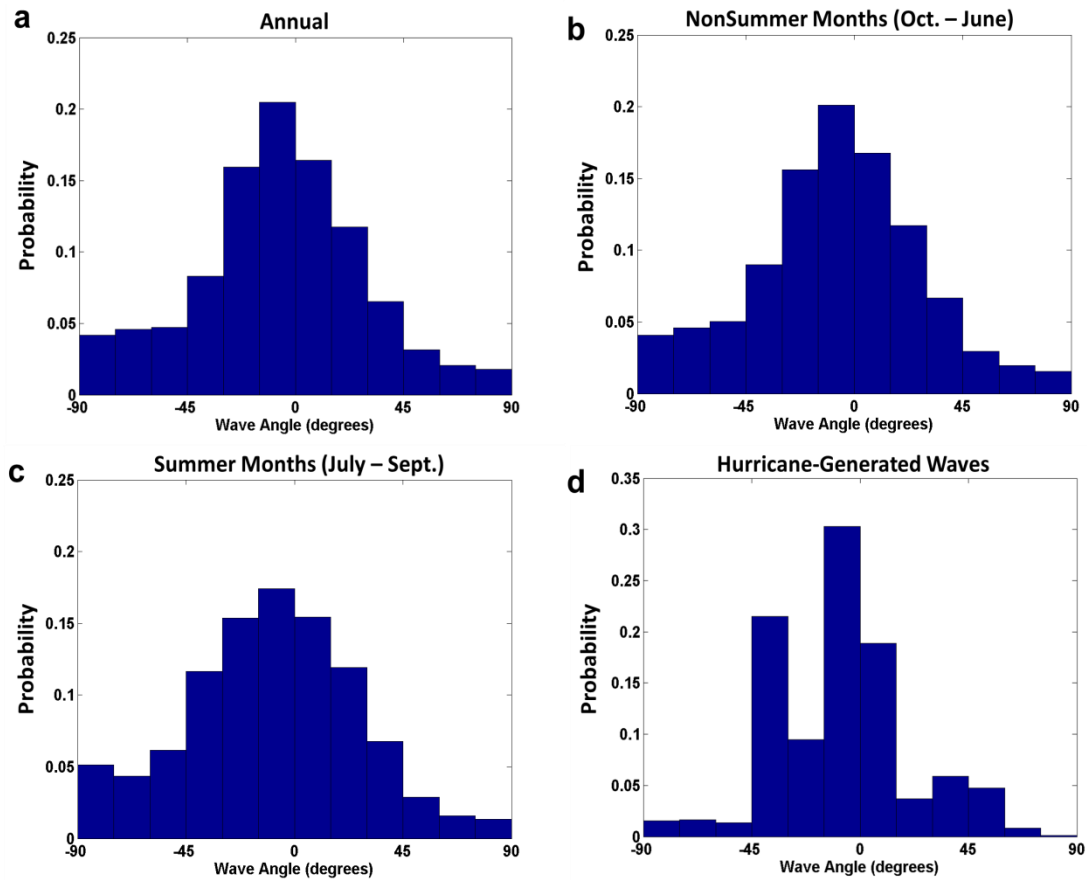 a
Annual
0.25
0.2
0.15
0.1
0.05
0
Probability
-90 -45 0 45 90
Wave Angle (degrees)
b
NonSummer Months (Oct. – June)
0.25
0.2
0.15
0.1
0.05
0
Probability
-90 -45 0 45 90
Wave Angle (degrees)
c
Summer Months (July – Sept.)
0.25
0.2
0.15
0.1
0.05
0
Probability
-90 -45 0 45 90
Wave Angle (degrees)
d
Hurricane-Generated Waves
0.35
0.3
0.25
0.2
0.15
0.1
0.05
0
Probability
-90 -45 0 45 90
Wave Angle (degrees)